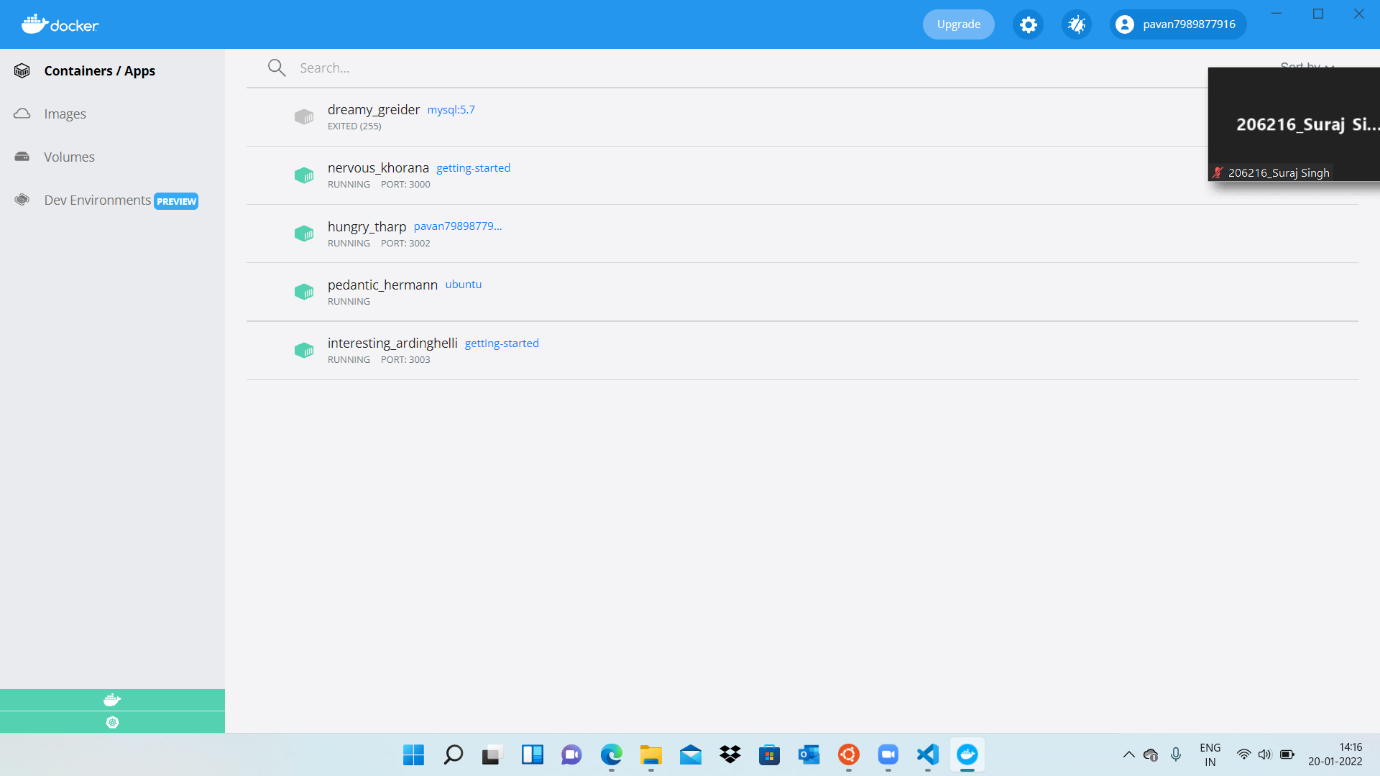 docker
Upgrade
pavan7989877916
Containers / Apps
Images
Volumes
Dev Environments PREVIEW
Search...
Sort by
dreamy_greider mysql:5.7
EXITED (255)
nervous_khorana getting-started
RUNNING PORT: 3000
hungry_tharp pavan79898779...
RUNNING PORT: 3002
pedantic_hermann ubuntu
RUNNING
interesting_ardinghelli getting-started
RUNNING PORT: 3003
206216_Suraj Si...
206216_Suraj Singh
ENG
IN
14:16
20-01-2022